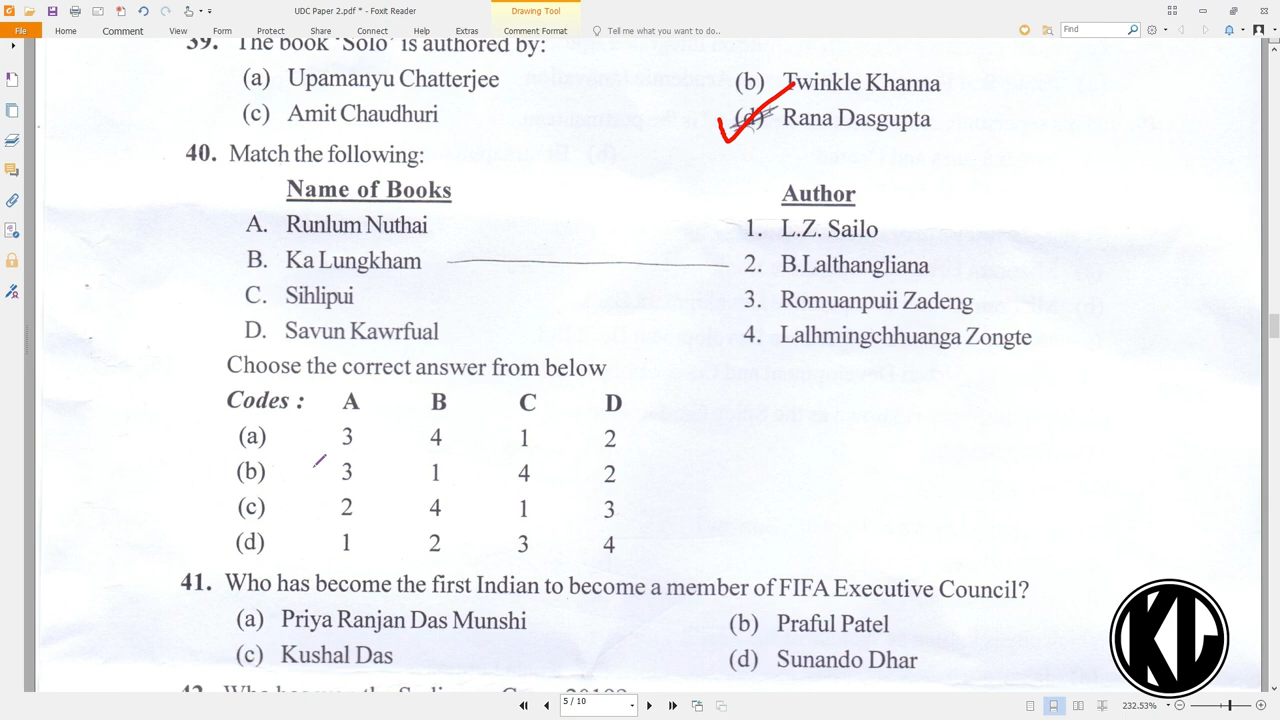 UDC Paper 2.pdf * - Foxit Reader
Drawing Tool
File Home Comment View Form Protect Share Connect Help Extras Comment Format Tell me what you want to do.. Find
39. The book 'Solo' is authored by:
(a) Upamanyu Chatterjee (b) Twinkle Khanna
(c) Amit Chaudhuri (d) Rana Dasgupta
40. Match the following:
Name of Books Author
A. Runlum Nuthai 1. L.Z. Sailo
B. Ka Lungkham 2. B.Lalthangliana
C. Sihlipui 3. Romuanpuii Zadeng
D. Savun Kawrfual 4. Lalhmingchhuanga Zongte
Choose the correct answer from below
Codes : A B C D
(a) 3 4 1 2
(b) 3 1 4 2
(c) 2 4 1 3
(d) 1 2 3 4
41. Who has become the first Indian to become a member of FIFA Executive Council?
(a) Priya Ranjan Das Munshi (b) Praful Patel
(c) Kushal Das (d) Sunando Dhar
KL
5 / 10 232.53%